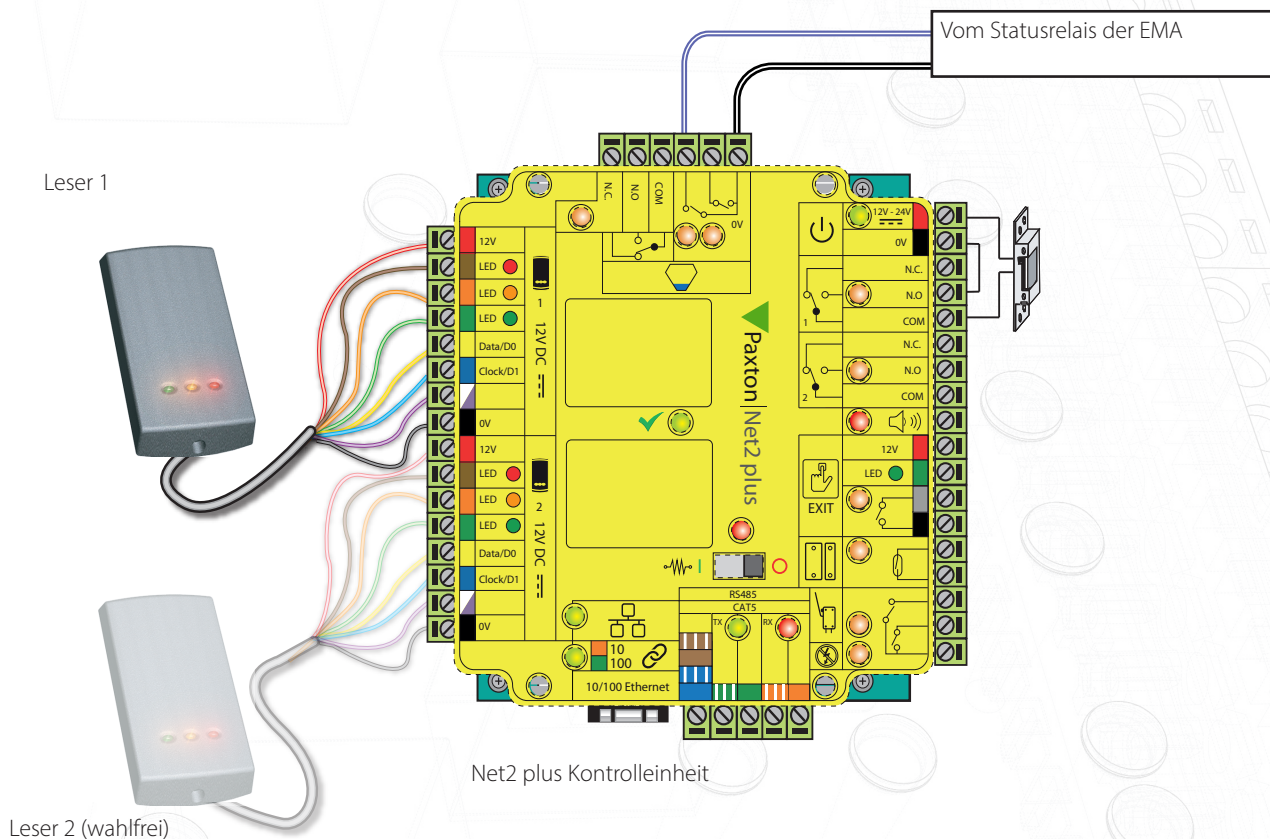 Vom Statusrelais der EMA
Leser 1
N.C.
N.O
COM
0V
12V
LED
LED
LED
Data/D0
Clock/D1
0V
1
12V DC
12V
LED
LED
LED
Data/D0
Clock/D1
0V
2
12V DC
Paxton Net2 plus
12V - 24V
0V
N.C.
N.O
COM
1
N.C.
N.O
COM
2
12V
LED
EXIT
RS485
CAT5
TX
RX
10
100
10/100 Ethernet
Net2 plus Kontrolleinheit
Leser 2 (wahlfrei)